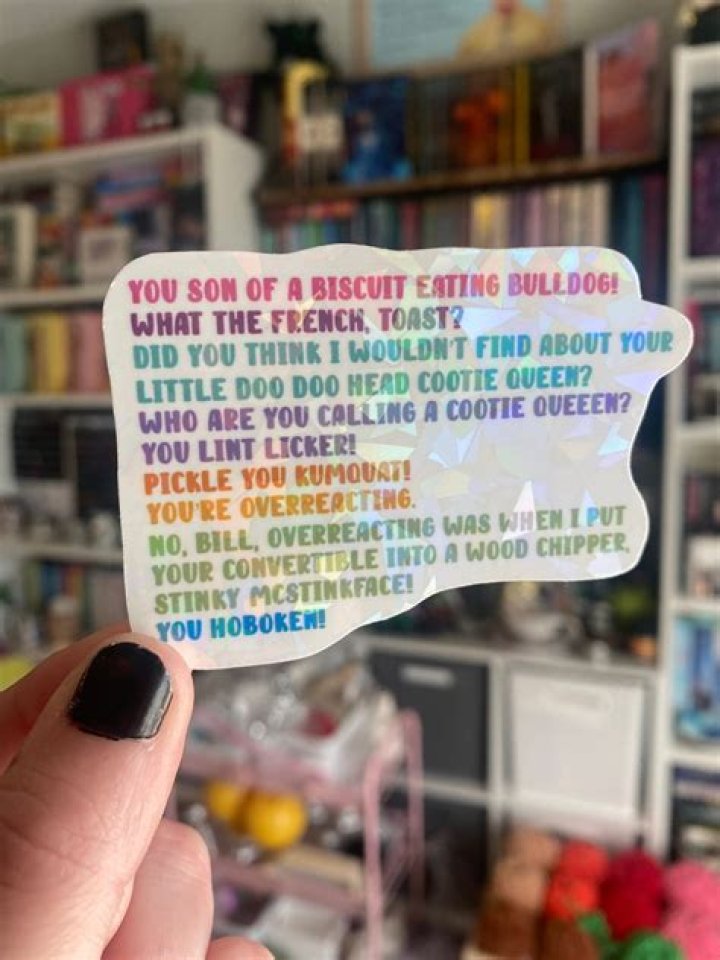 YOU SON OF A BISCUIT EATING BULLDOG!
WHAT THE FRENCH, TOAST?
DID YOU THINK I WOULDN'T FIND ABOUT YOUR
LITTLE DOO DOO HEAD COOTIE QUEEN?
WHO ARE YOU CALLING A COOTIE QUEEEN?
YOU LINT LICKER!
PICKLE YOU KUMQUAT!
YOU'RE OVERREACTING.
NO, BILL, OVERREACTING WAS WHEN I PUT
YOUR CONVERTIBLE INTO A WOOD CHIPPER,
STINKY MCSTINKFACE!
YOU HOBOKEN!